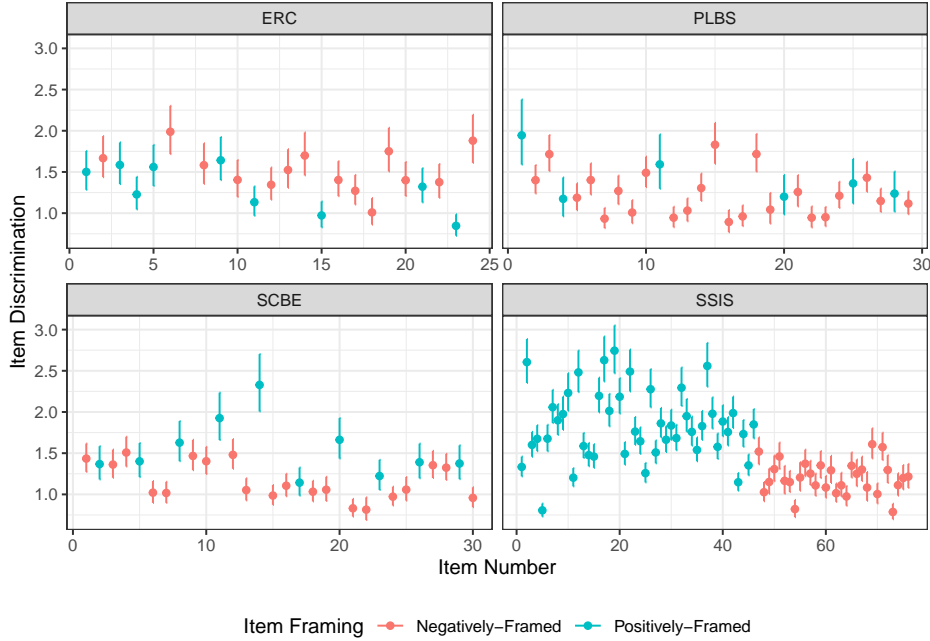 ERC PLBS
3.0
2.5
2.0
1.5
1.0
0 5 10 15 20 25 0 10 20 30
SCBE SSIS
3.0
2.5
2.0
1.5
1.0
0 10 20 30 0 20 40 60
Item Discrimination
Item Number
Item Framing Negatively−Framed Positively−Framed